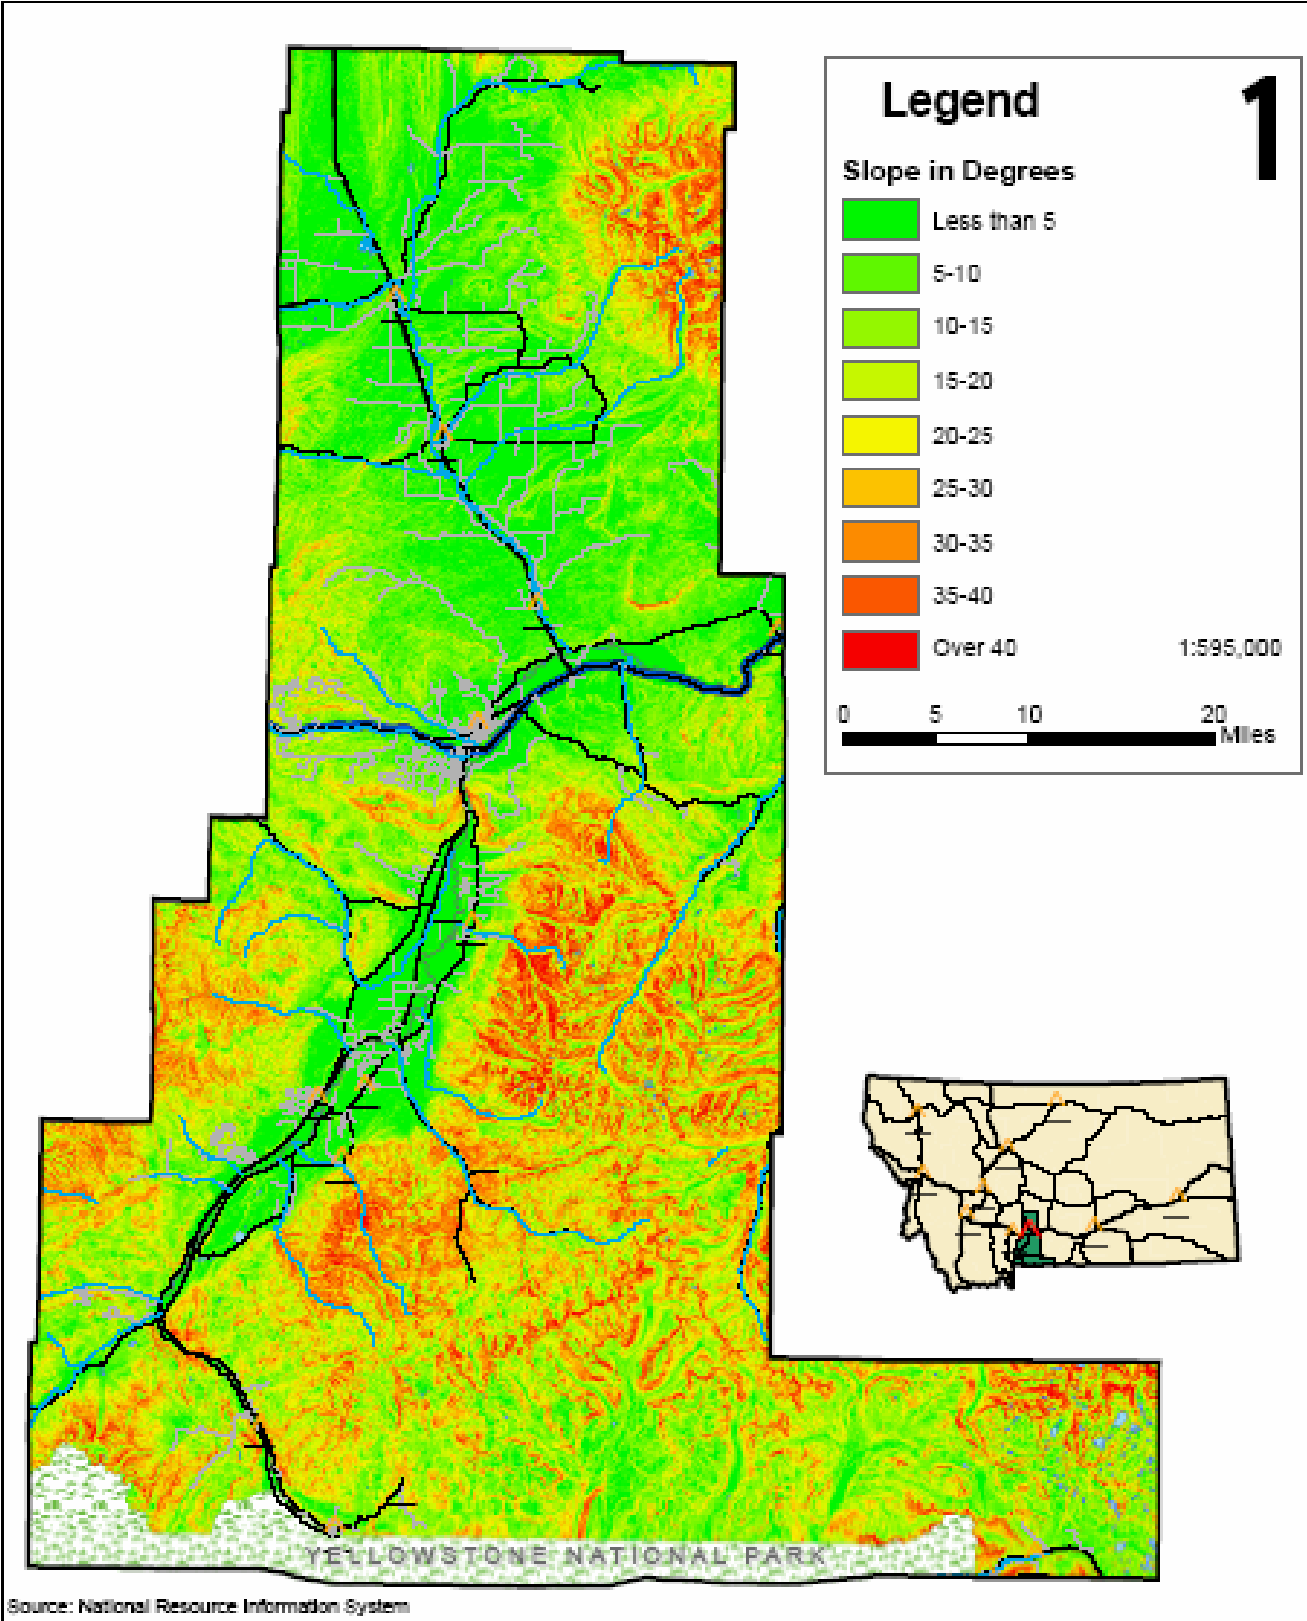 Legend
1
Slope in Degrees
Less than 5
5-10
10-15
15-20
20-25
25-30
30-35
35-40
Over 40
1:595,000
0 5 10 20
Miles
YELLOWSTONE NATIONAL PARK
Source: National Resource Information System